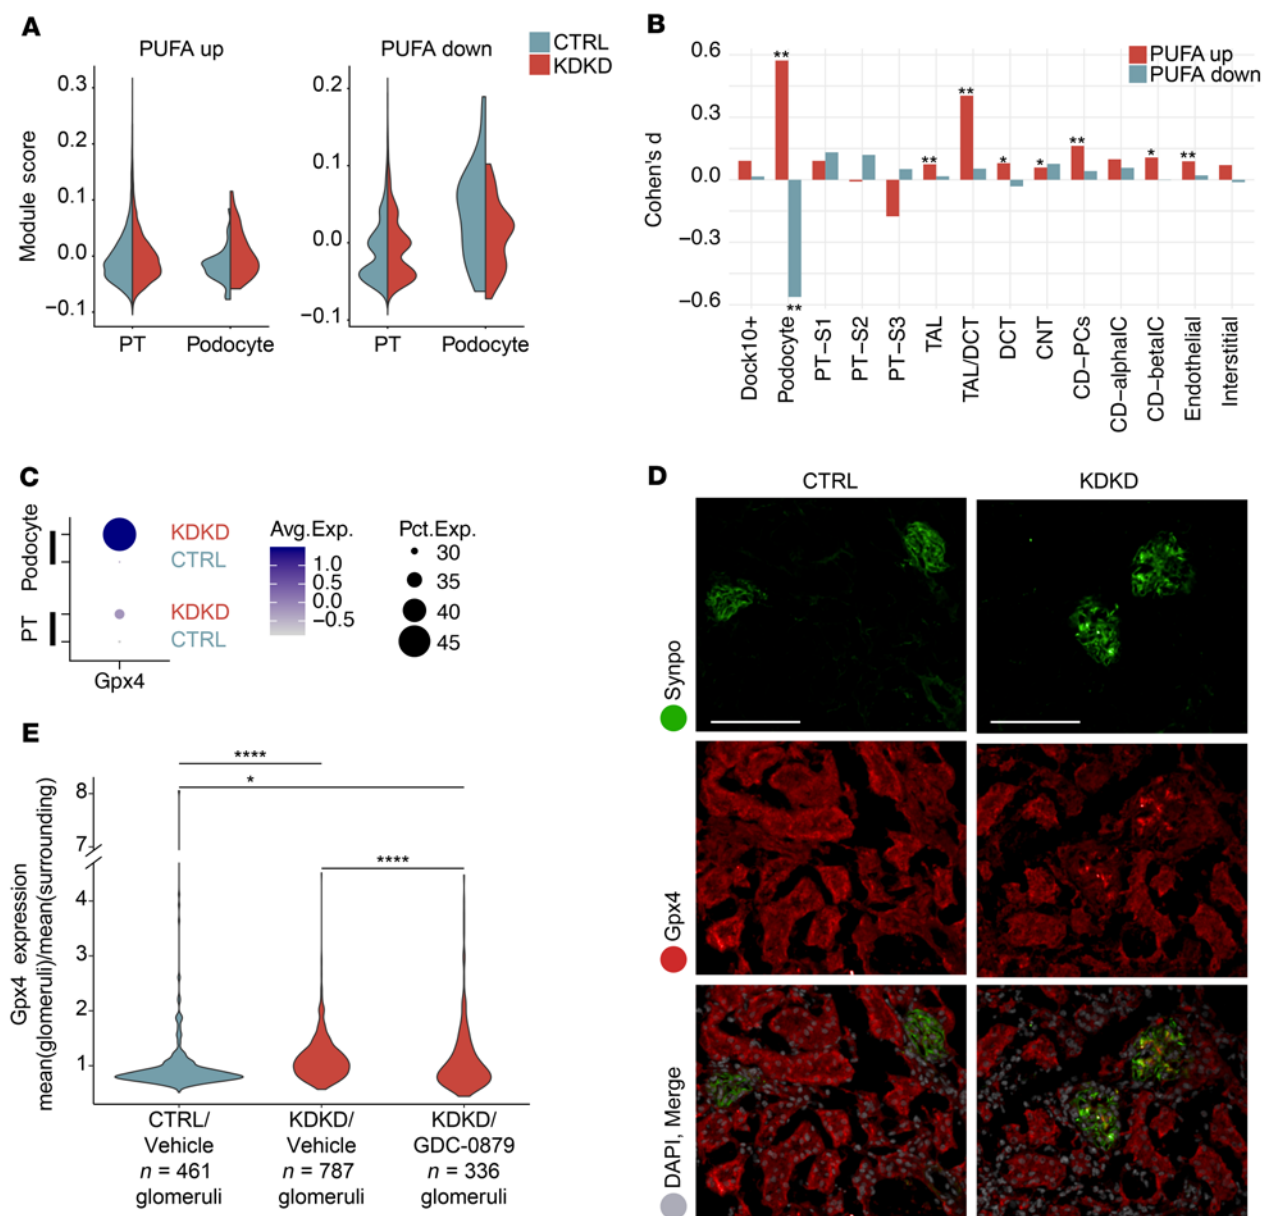 A
PUFA up
PUFA down
CTRL
KDKD
Module score
0.3
0.2
0.1
0.0
−0.1
PT
Podocyte
0.2
0.1
0.0
−0.1
PT
Podocyte
B
PUFA up
PUFA down
Cohen's d
0.6
0.3
0.0
−0.3
−0.6
**
**
**
**
*
*
**
*
**
Dock10+
Podocyte
PT−S1
PT−S2
PT−S3
TAL
TAL/DCT
DCT
CNT
CD−PCs
CD−alphaIC
CD−betaIC
Endothelial
Interstitial
C
Podocyte
PT
KDKD
CTRL
KDKD
CTRL
Gpx4
Avg.Exp.
1.0
0.5
0.0
−0.5
Pct.Exp.
30
35
40
45
D
CTRL
KDKD
Synpo
Gpx4
DAPI, Merge
E
Gpx4 expression
mean(glomeruli)/mean(surrounding)
8
7
4
3
2
1
****
*
****
CTRL/
Vehicle
n = 461
glomeruli
KDKD/
Vehicle
n = 787
glomeruli
KDKD/
GDC-0879
n = 336
glomeruli